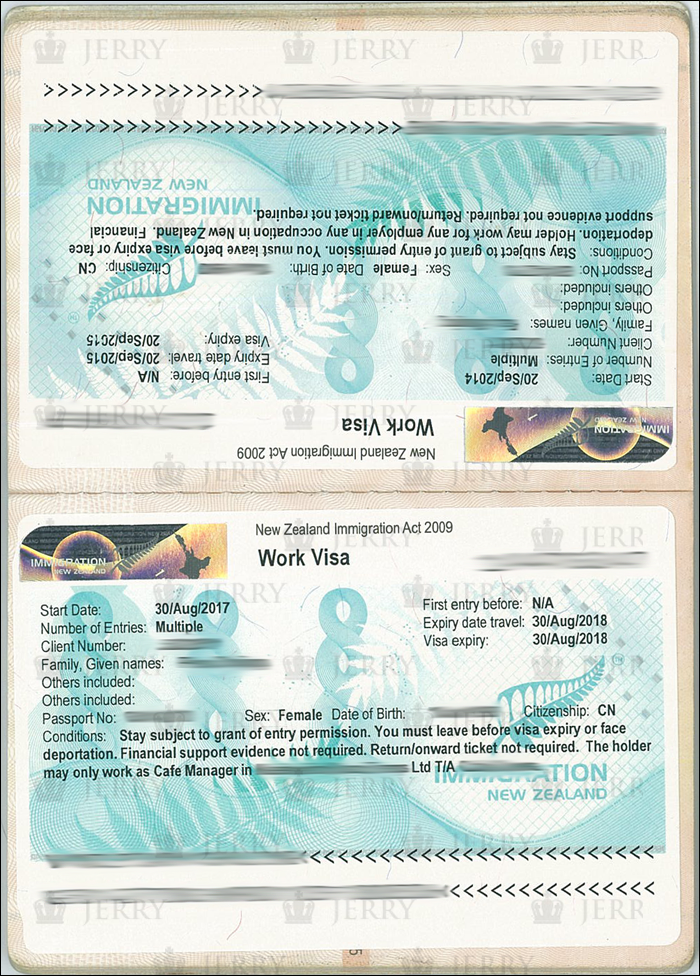 New Zealand Immigration Act 2009
Work Visa
IMMIGRATION
NEW ZEALAND
Start Date: 20/Sep/2014 First entry before: N/A
Number of Entries: Multiple Expiry date travel: 20/Sep/2015
Client Number: Visa expiry: 20/Sep/2015
Family, Given names:
Others included:
Others included:
Passport No: Sex: Female Date of Birth: Citizenship: CN
Conditions: Stay subject to grant of entry permission. You must leave before visa expiry or face
deportation. Holder may work for any employer in any occupation in New Zealand. Financial
support evidence not required. Return/onward ticket not required.
IMMIGRATION
NEW ZEALAND
<<<<<<<<<<<<<<<<<<<<<<<<<<
<<<<<<<<<<<<<<<<
New Zealand Immigration Act 2009
Work Visa
IMMIGRATION
NEW ZEALAND
Start Date: 30/Aug/2017 First entry before: N/A
Number of Entries: Multiple Expiry date travel: 30/Aug/2018
Client Number: Visa expiry: 30/Aug/2018
Family, Given names:
Others included:
Others included:
Passport No: Sex: Female Date of Birth: Citizenship: CN
Conditions: Stay subject to grant of entry permission. You must leave before visa expiry or face
deportation. Financial support evidence not required. Return/onward ticket not required. The holder
may only work as Cafe Manager in Ltd T/A
IMMIGRATION
NEW ZEALAND
<<<<<<<<<<<<<<<<<<<<<<<<<
<<<<<<<<<<<<<<<
JERRY